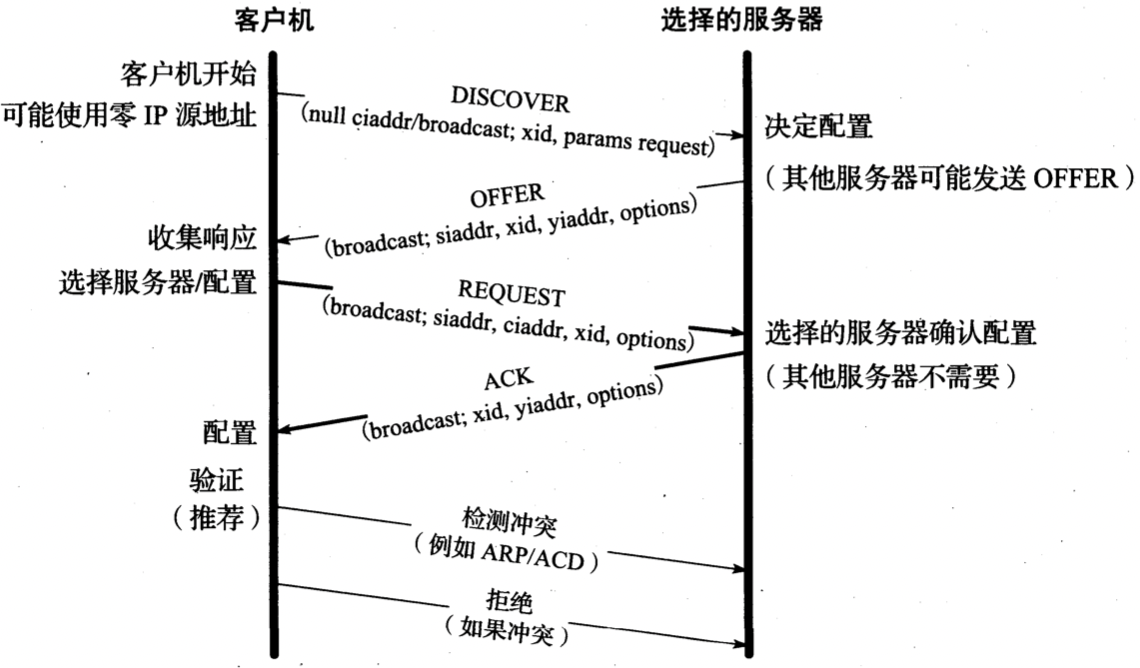 客户机
选择的服务器
客户机开始
可能使用零 IP 源地址
DISCOVER
(null ciaddr/broadcast; xid, params request)
决定配置
（其他服务器可能发送 OFFER）
OFFER
(broadcast; siaddr, xid, yiaddr, options)
收集响应
选择服务器/配置
REQUEST
(broadcast; siaddr, ciaddr, xid, options)
选择的服务器确认配置
（其他服务器不需要）
ACK
(broadcast; xid, yiaddr, options)
配置
验证
（推荐）
检测冲突
（例如 ARP/ACD）
拒绝
（如果冲突）